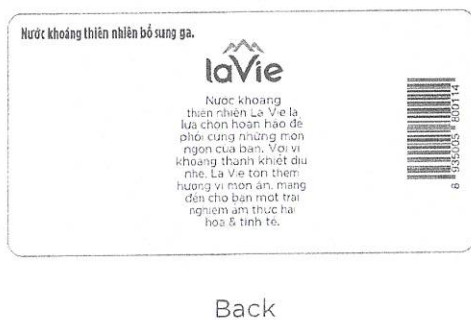 Nước khoáng thiên nhiên bổ sung ga.
laVie
Nước khoáng
thiên nhiên La Vie là
lựa chọn hoàn hảo để
phối cùng những món
ngon của bạn. Với vị
khoáng thanh khiết dịu
nhẹ, La Vie tôn thêm
hương vị món ăn, mang
đến cho bạn một trải
nghiệm ẩm thực hài
hòa & tinh tế.
8 935005 800114
Back